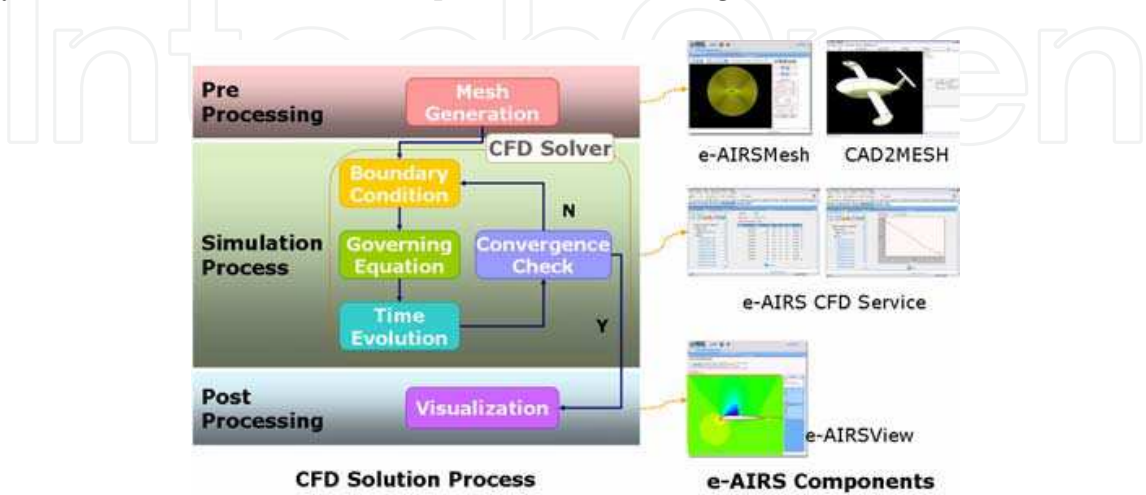 IntechOpen
Pre
Processing
Mesh
Generation
CFD Solver
Boundary
Condition
N
Simulation
Process
Governing
Equation
Convergence
Check
Time
Evolution
Y
Post
Processing
Visualization
CFD Solution Process
e-AIRSMesh
CAD2MESH
e-AIRS CFD Service
e-AIRSView
e-AIRS Components